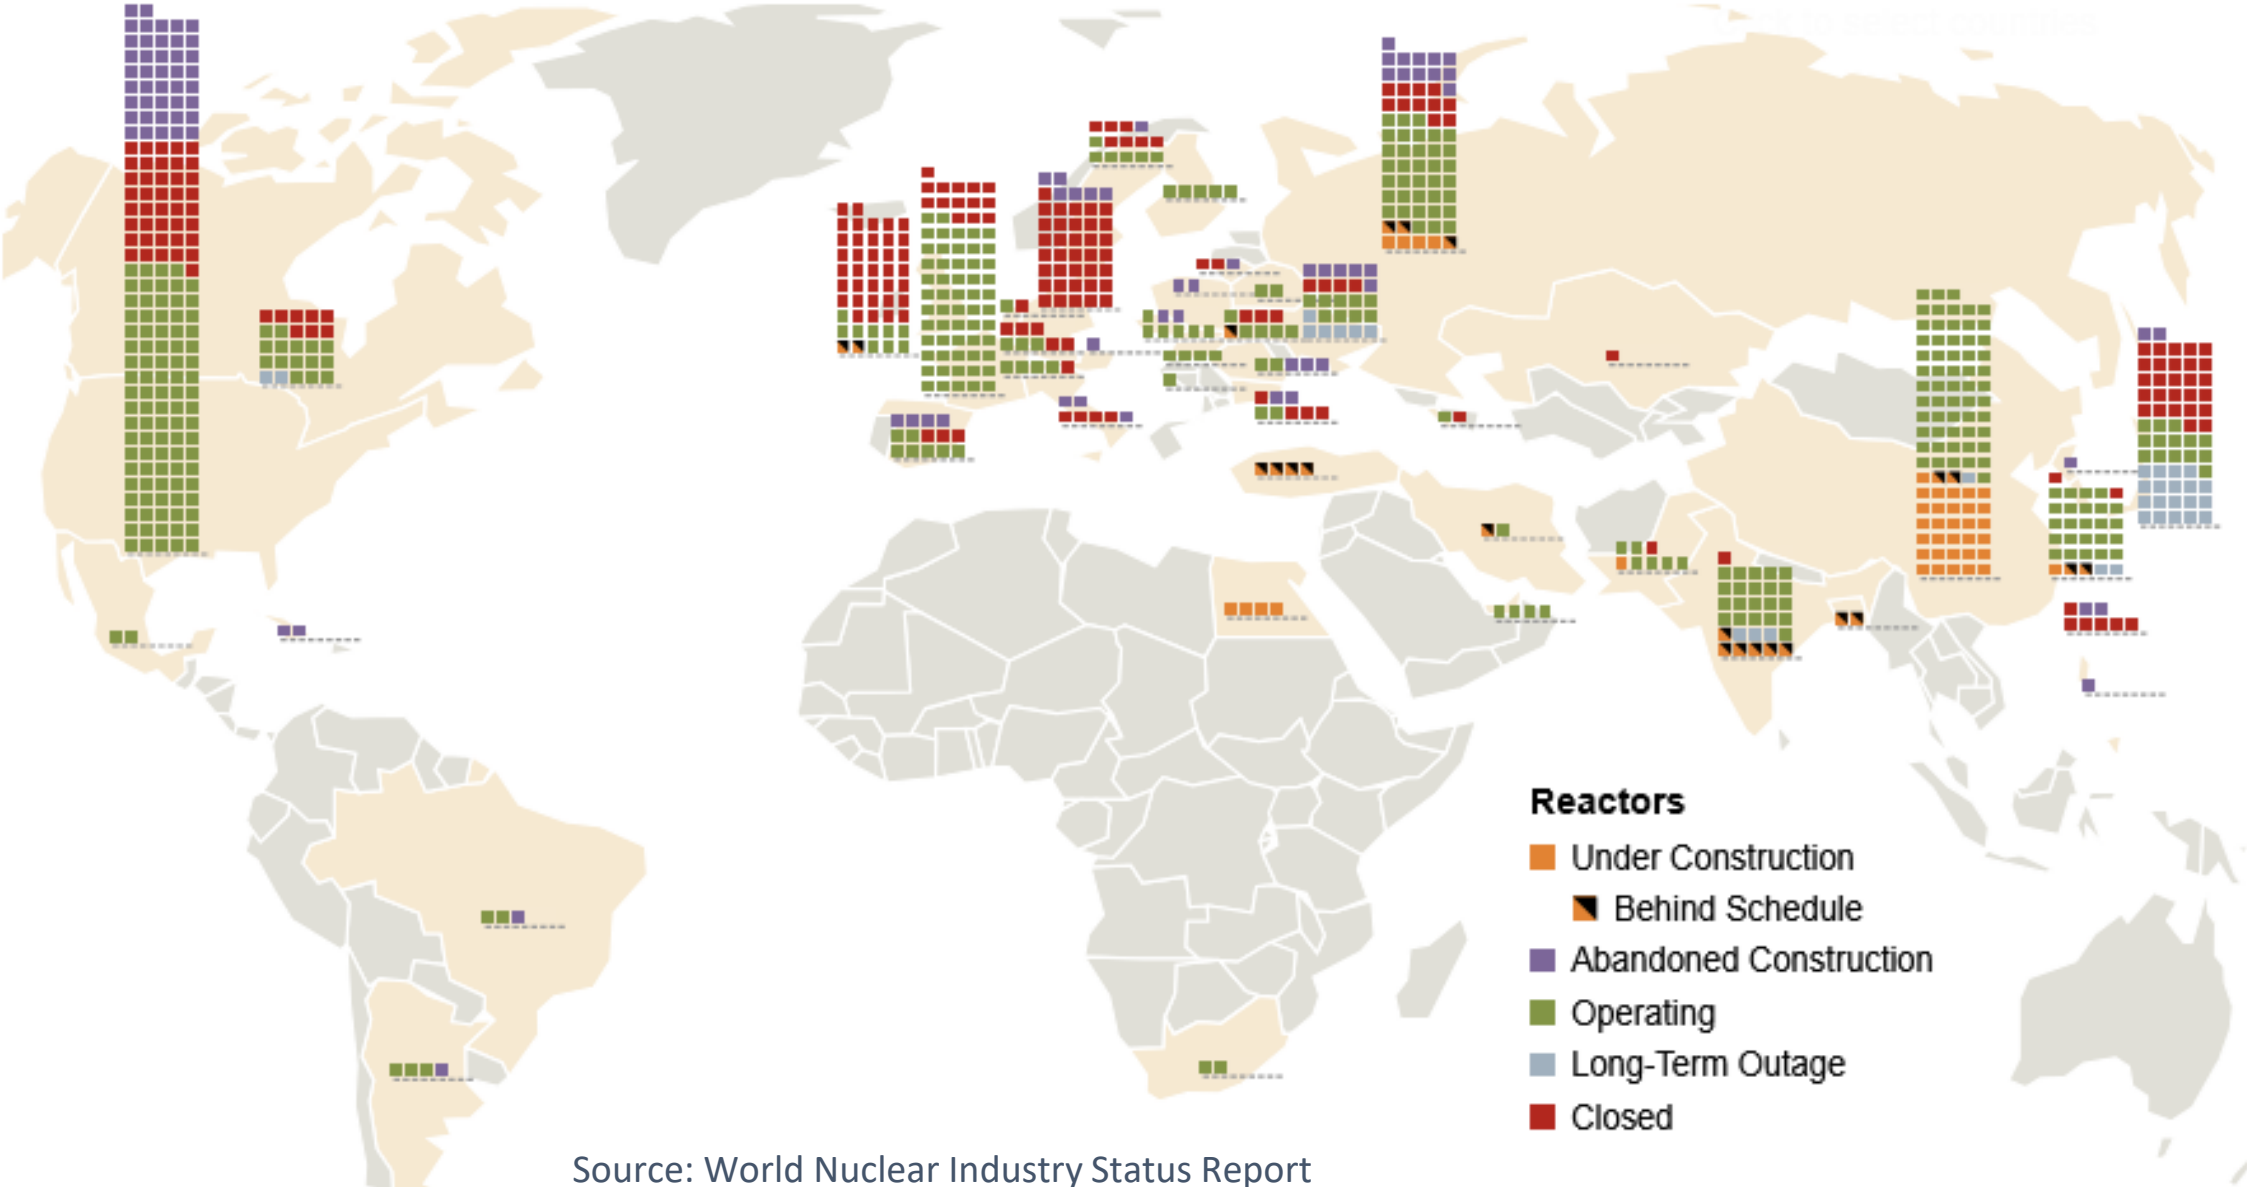 Reactors
Under Construction
Behind Schedule
Abandoned Construction
Operating
Long-Term Outage
Closed
Source: World Nuclear Industry Status Report